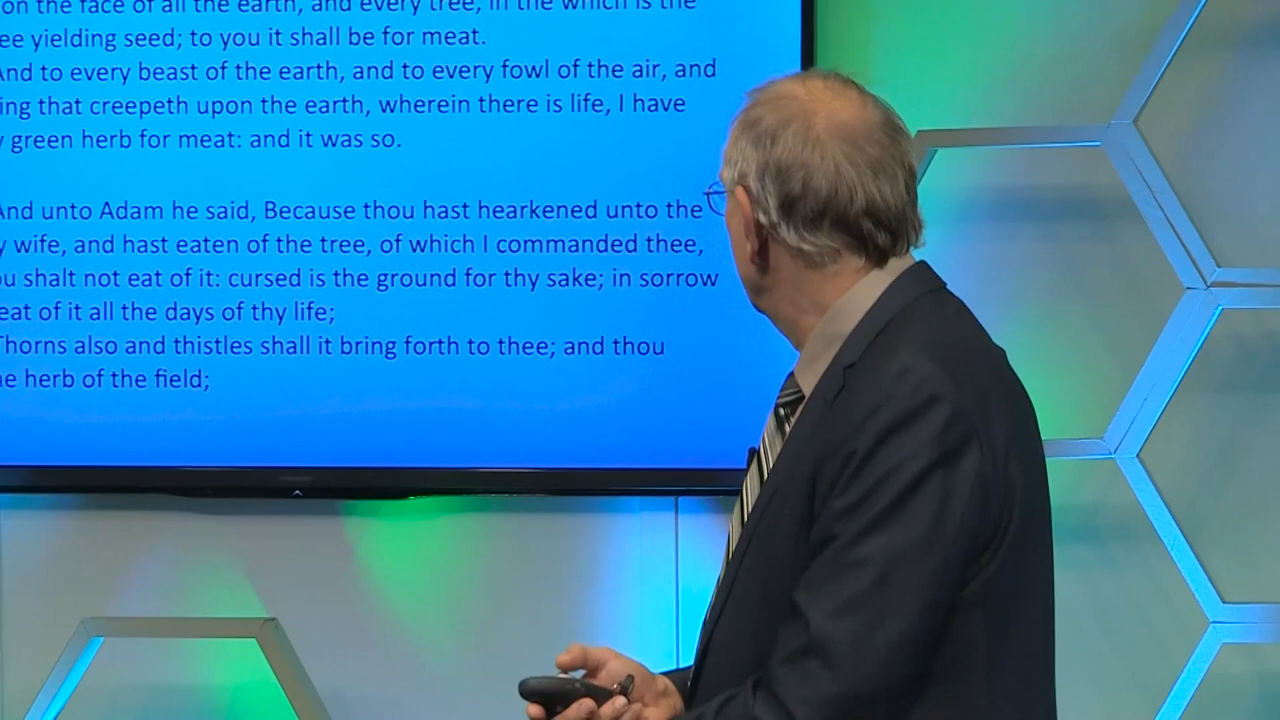 on the face of all the earth, and every tree, in the which is the
ee yielding seed; to you it shall be for meat.
And to every beast of the earth, and to every fowl of the air, and
ing that creepeth upon the earth, wherein there is life, I have
y green herb for meat: and it was so.
And unto Adam he said, Because thou hast hearkened unto the
y wife, and hast eaten of the tree, of which I commanded thee,
ou shalt not eat of it: cursed is the ground for thy sake; in sorrow
eat of it all the days of thy life;
Thorns also and thistles shall it bring forth to thee; and thou
he herb of the field;